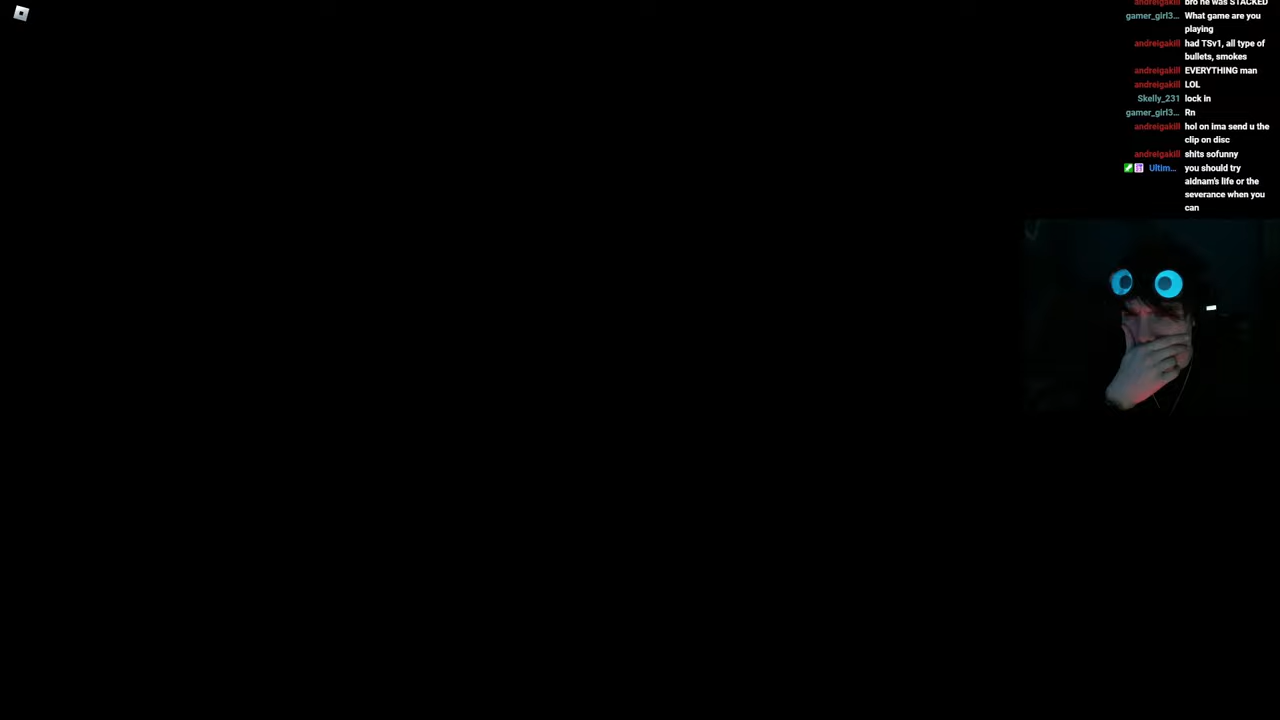 andreigakill bro he was STACKED
gamer_girl3... What game are you
playing
andreigakill had TSv1, all type of
bullets, smokes
andreigakill EVERYTHING man
andreigakill LOL
Skelly_231 lock in
gamer_girl3... Rn
andreigakill hol on ima send u the
clip on disc
andreigakill shits sofunny
Ultim... you should try
aidnam's life or the
severance when you
can